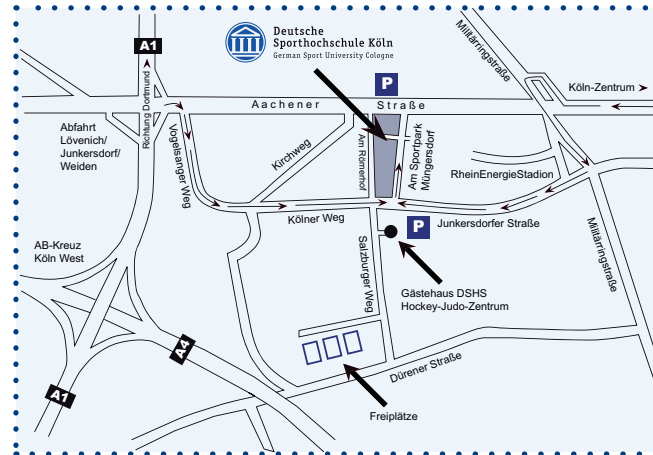 Deutsche
Sporthochschule Köln
German Sport University Cologne
A1
Richtung Dortmund
P
Militärringstraße
Köln-Zentrum
Aachener Straße
Abfahrt
Lövenich/
Junkersdorf/
Weiden
Vogelsanger Weg
Kirchweg
Am Römerhof
Am Sportpark
Müngersdorf
RheinEnergieStadion
Kölner Weg
P
Junkersdorfer Straße
Militärringstraße
AB-Kreuz
Köln West
Salzburger Weg
Gästehaus DSHS
Hockey-Judo-Zentrum
A4
A1
Dürener Straße
Freiplätze